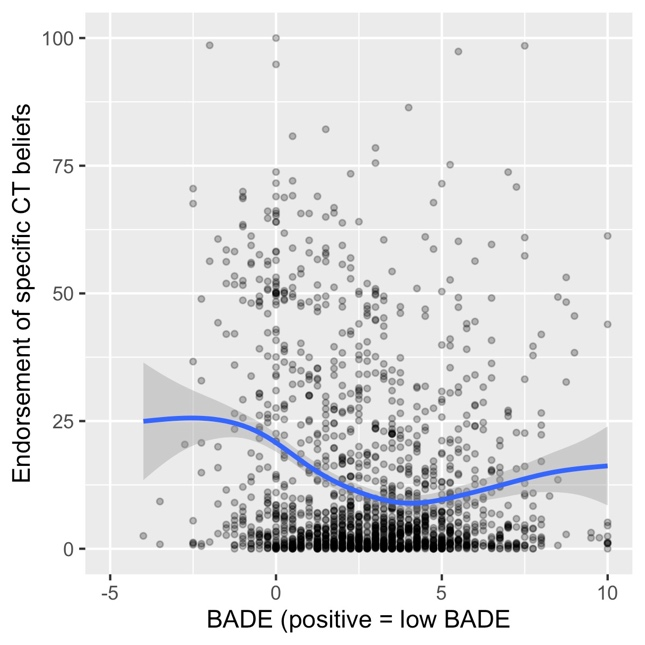 Endorsement of specific CT beliefs
100
75
50
25
0
-5 0 5 10
BADE (positive = low BADE